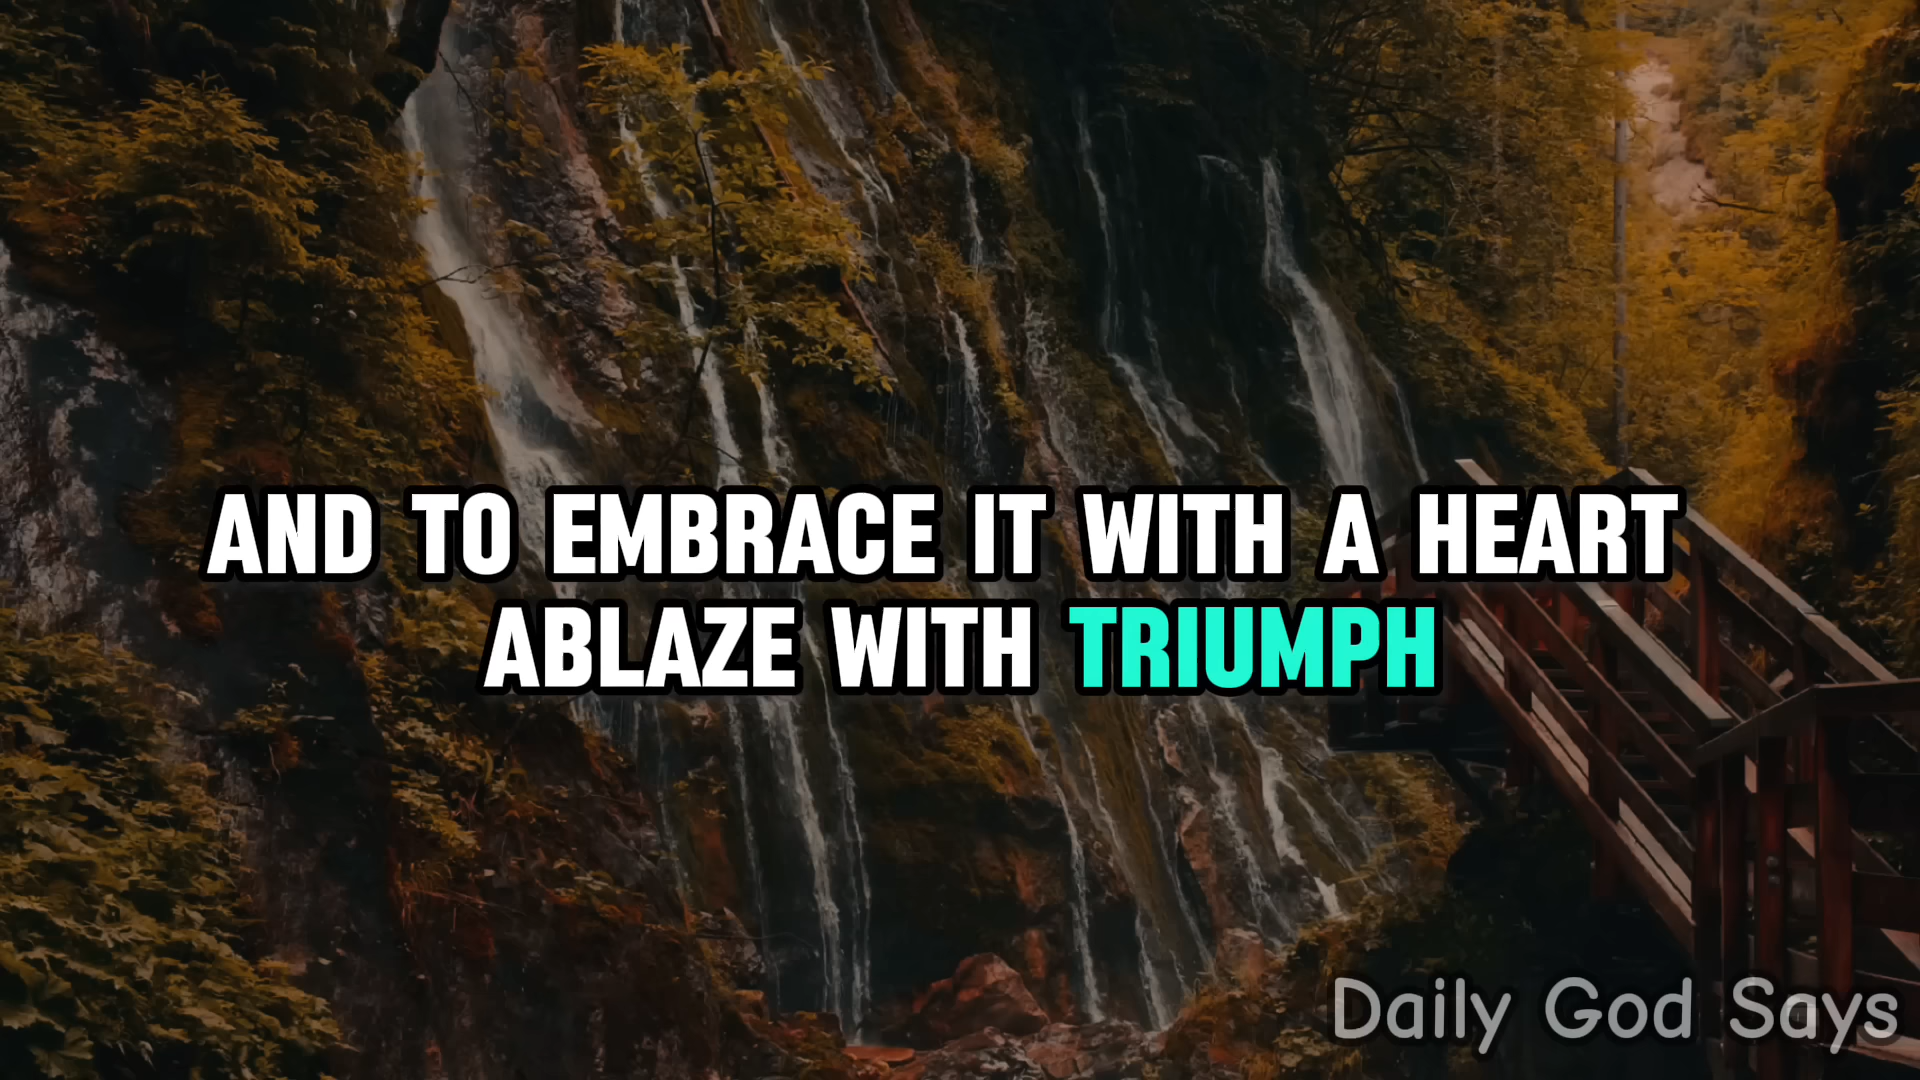 AND TO EMBRACE IT WITH A HEART
ABLAZE WITH TRIUMPH
Daily God Says